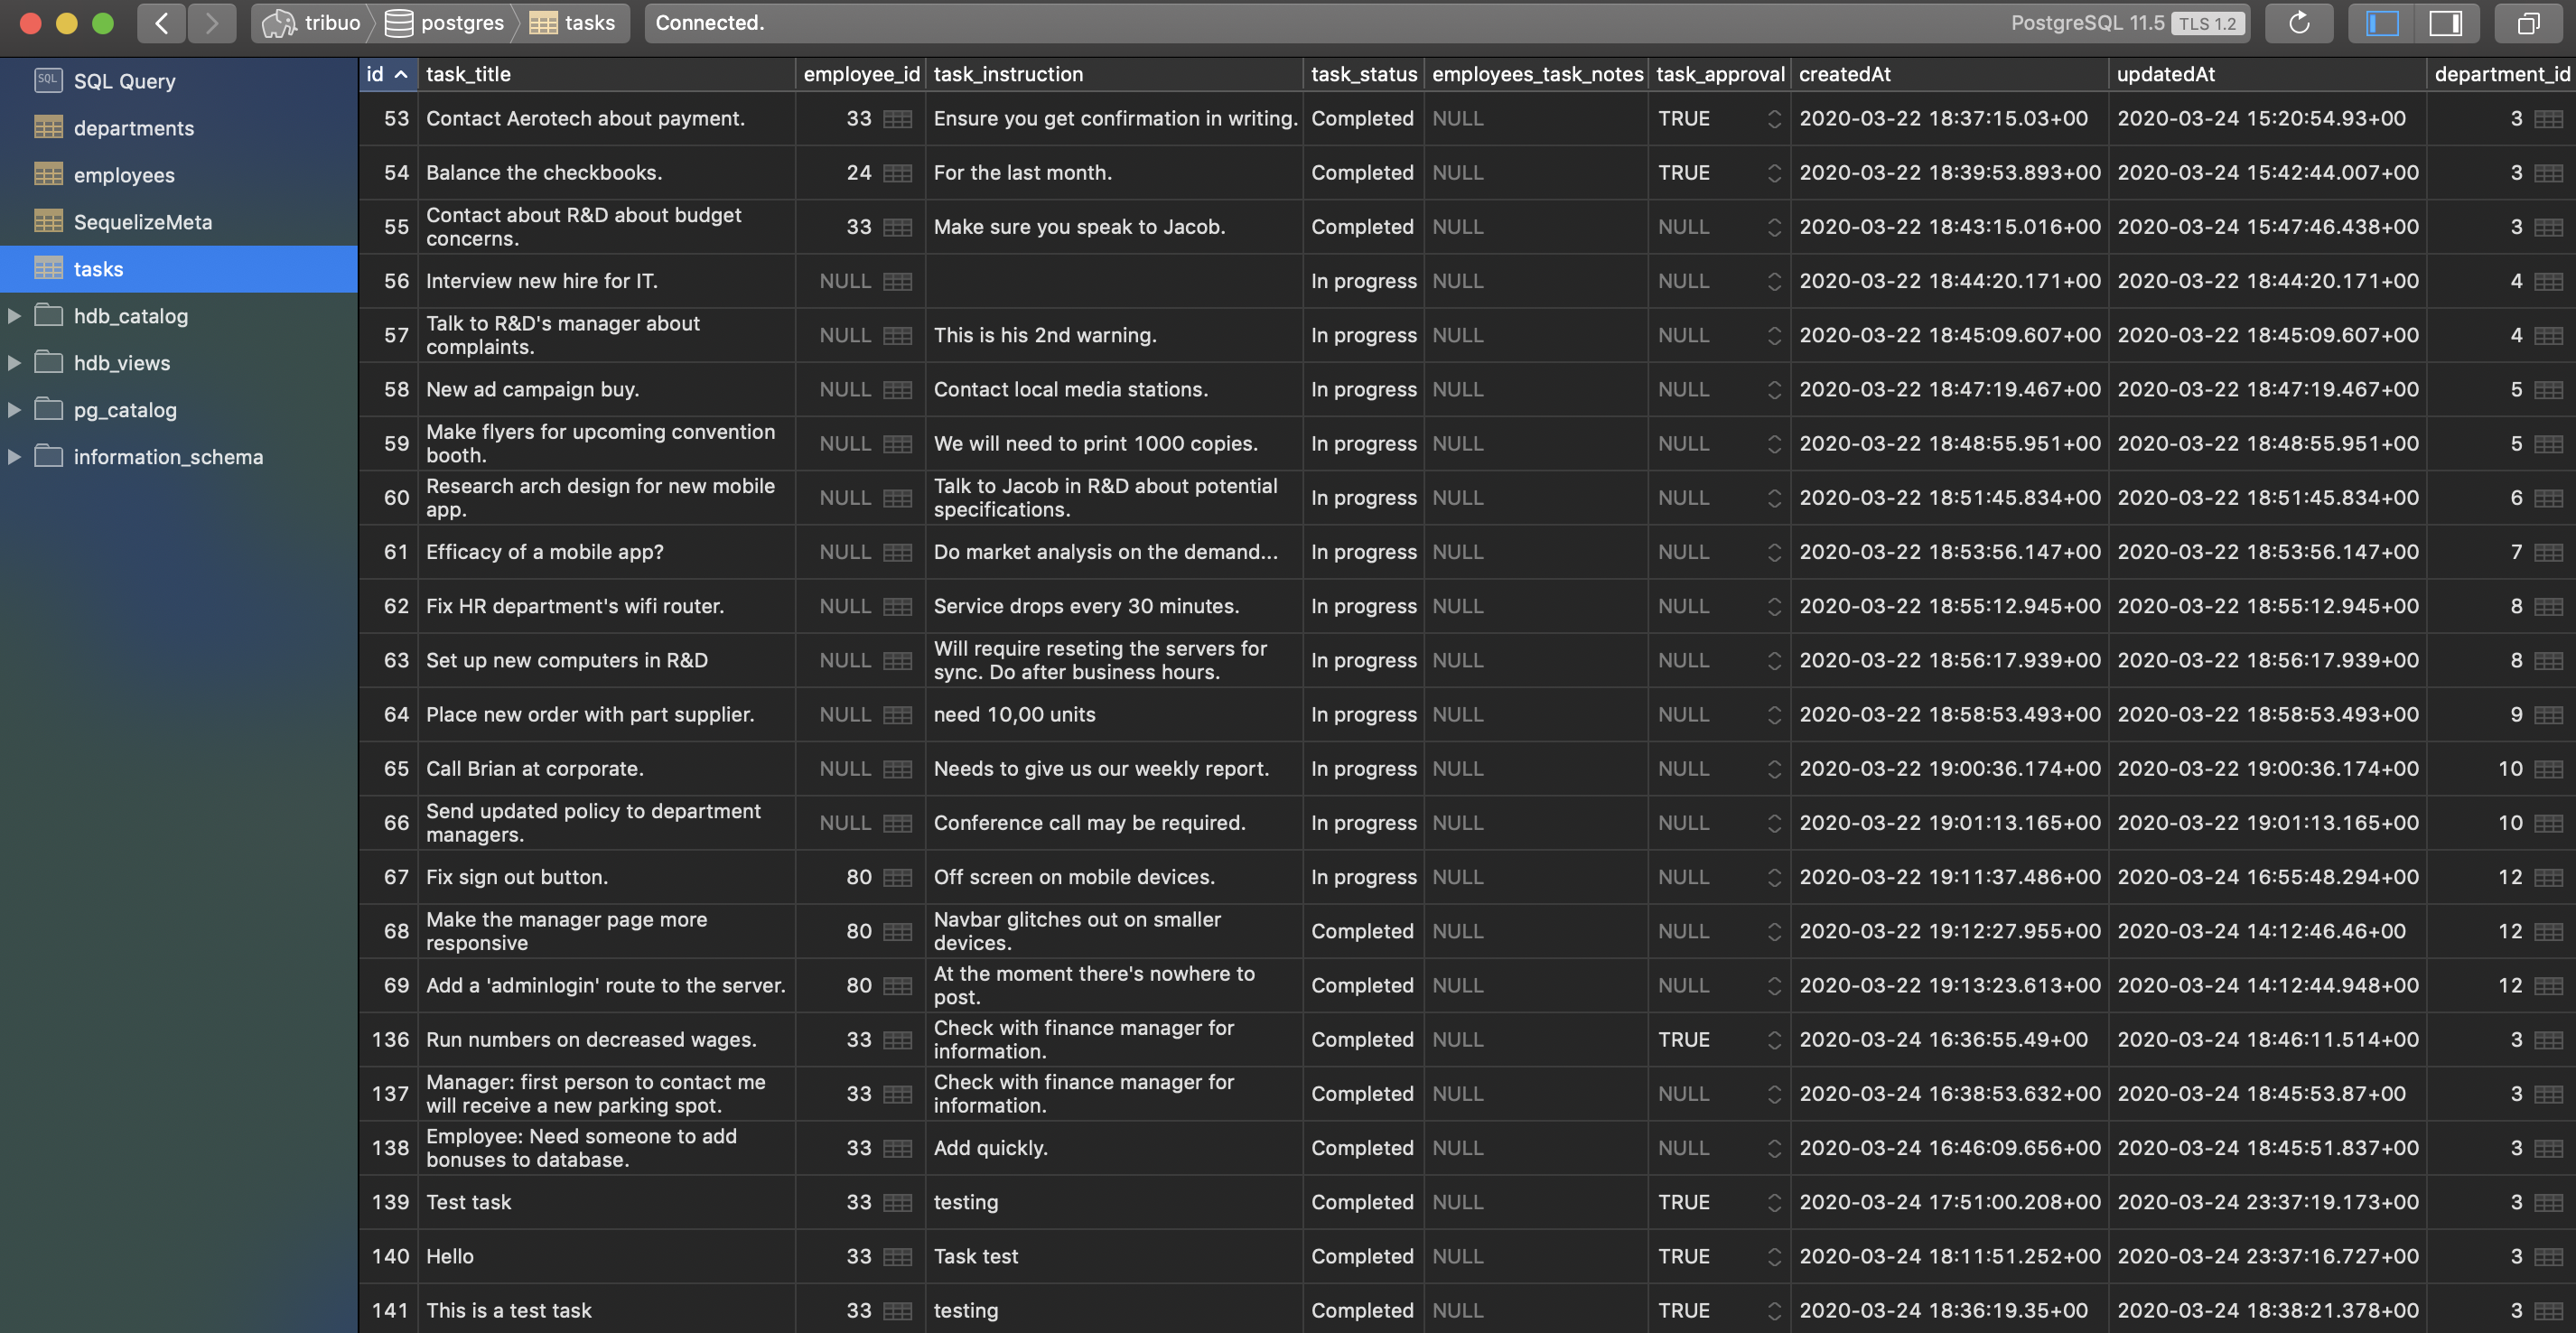 tribuo postgres tasks Connected. PostgreSQL 11.5 TLS 1.2
SQL SQL Query
departments
employees
SequelizeMeta
tasks
hdb_catalog
hdb_views
pg_catalog
information_schema
id task_title employee_id task_instruction task_status employees_task_notes task_approval createdAt updatedAt department_id
53 Contact Aerotech about payment. 33 Ensure you get confirmation in writing. Completed NULL TRUE 2020-03-22 18:37:15.03+00 2020-03-24 15:20:54.93+00 3
54 Balance the checkbooks. 24 For the last month. Completed NULL TRUE 2020-03-22 18:39:53.893+00 2020-03-24 15:42:44.007+00 3
55 Contact about R&D about budget
concerns. 33 Make sure you speak to Jacob. Completed NULL NULL 2020-03-22 18:43:15.016+00 2020-03-24 15:47:46.438+00 3
56 Interview new hire for IT. NULL In progress NULL NULL 2020-03-22 18:44:20.171+00 2020-03-22 18:44:20.171+00 4
57 Talk to R&D's manager about
complaints. NULL This is his 2nd warning. In progress NULL NULL 2020-03-22 18:45:09.607+00 2020-03-22 18:45:09.607+00 4
58 New ad campaign buy. NULL Contact local media stations. In progress NULL NULL 2020-03-22 18:47:19.467+00 2020-03-22 18:47:19.467+00 5
59 Make flyers for upcoming convention
booth. NULL We will need to print 1000 copies. In progress NULL NULL 2020-03-22 18:48:55.951+00 2020-03-22 18:48:55.951+00 5
60 Research arch design for new mobile
app. NULL Talk to Jacob in R&D about potential
specifications. In progress NULL NULL 2020-03-22 18:51:45.834+00 2020-03-22 18:51:45.834+00 6
61 Efficacy of a mobile app? NULL Do market analysis on the demand... In progress NULL NULL 2020-03-22 18:53:56.147+00 2020-03-22 18:53:56.147+00 7
62 Fix HR department's wifi router. NULL Service drops every 30 minutes. In progress NULL NULL 2020-03-22 18:55:12.945+00 2020-03-22 18:55:12.945+00 8
63 Set up new computers in R&D NULL Will require reseting the servers for
sync. Do after business hours. In progress NULL NULL 2020-03-22 18:56:17.939+00 2020-03-22 18:56:17.939+00 8
64 Place new order with part supplier. NULL need 10,00 units In progress NULL NULL 2020-03-22 18:58:53.493+00 2020-03-22 18:58:53.493+00 9
65 Call Brian at corporate. NULL Needs to give us our weekly report. In progress NULL NULL 2020-03-22 19:00:36.174+00 2020-03-22 19:00:36.174+00 10
66 Send updated policy to department
managers. NULL Conference call may be required. In progress NULL NULL 2020-03-22 19:01:13.165+00 2020-03-22 19:01:13.165+00 10
67 Fix sign out button. 80 Off screen on mobile devices. In progress NULL NULL 2020-03-22 19:11:37.486+00 2020-03-24 16:55:48.294+00 12
68 Make the manager page more
responsive 80 Navbar glitches out on smaller
devices. Completed NULL NULL 2020-03-22 19:12:27.955+00 2020-03-24 14:12:46.46+00 12
69 Add a 'adminlogin' route to the server. 80 At the moment there's nowhere to
post. Completed NULL NULL 2020-03-22 19:13:23.613+00 2020-03-24 14:12:44.948+00 12
136 Run numbers on decreased wages. 33 Check with finance manager for
information. Completed NULL TRUE 2020-03-24 16:36:55.49+00 2020-03-24 18:46:11.514+00 3
137 Manager: first person to contact me
will receive a new parking spot. 33 Check with finance manager for
information. Completed NULL NULL 2020-03-24 16:38:53.632+00 2020-03-24 18:45:53.87+00 3
138 Employee: Need someone to add
bonuses to database. 33 Add quickly. Completed NULL NULL 2020-03-24 16:46:09.656+00 2020-03-24 18:45:51.837+00 3
139 Test task 33 testing Completed NULL TRUE 2020-03-24 17:51:00.208+00 2020-03-24 23:37:19.173+00 3
140 Hello 33 Task test Completed NULL TRUE 2020-03-24 18:11:51.252+00 2020-03-24 23:37:16.727+00 3
141 This is a test task 33 testing Completed NULL TRUE 2020-03-24 18:36:19.35+00 2020-03-24 18:38:21.378+00 3